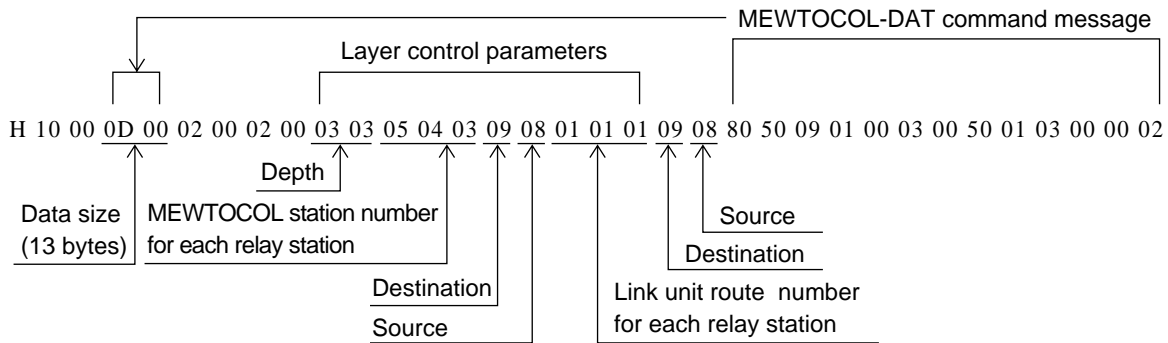 MEWTOCOL-DAT command message
Layer control parameters
H 10 00 0D 00 02 00 02 00 03 03 05 04 03 09 08 01 01 01 09 08 80 50 09 01 00 03 00 50 01 03 00 00 02
Depth
Data size
(13 bytes)
MEWTOCOL station number
for each relay station
Source
Destination
Destination
Source
Link unit route number
for each relay station